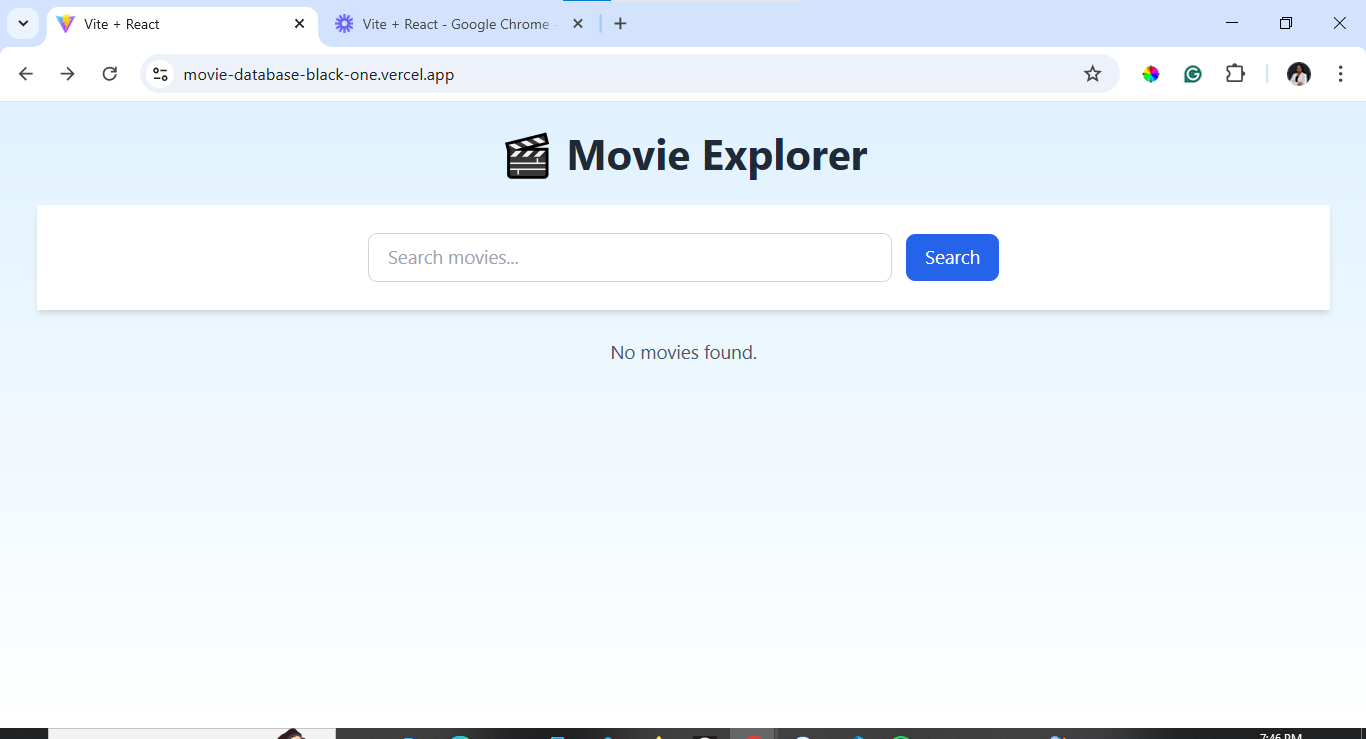 Vite + React
Vite + React - Google Chrome -
movie-database-black-one.vercel.app
Movie Explorer
Search movies...
Search
No movies found.
7:46 PM